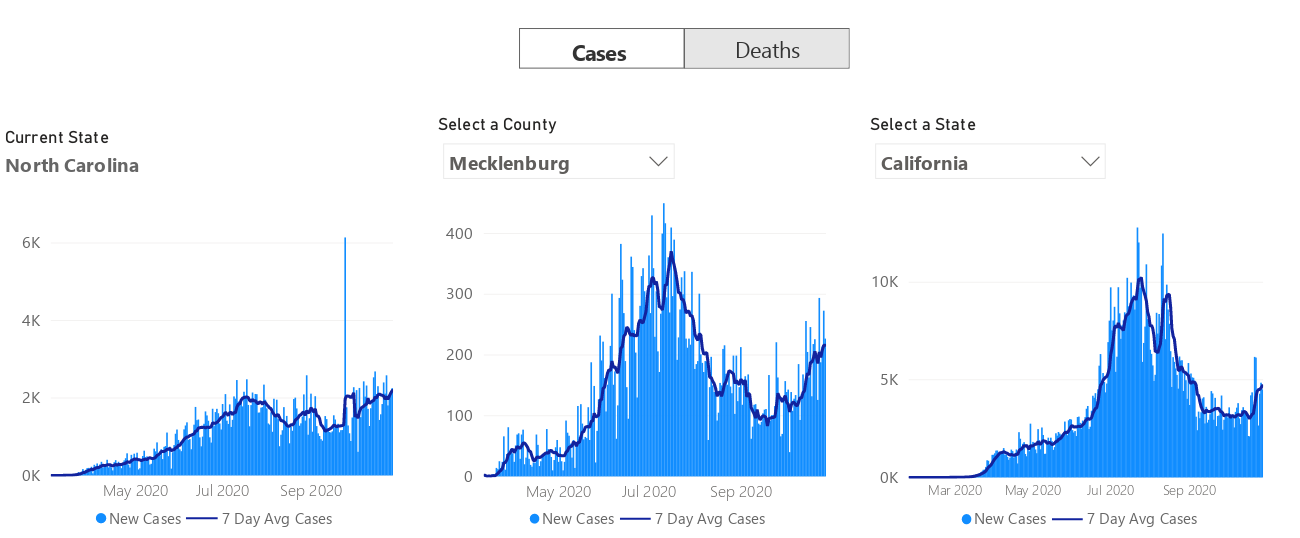 Cases Deaths
Current State
North Carolina
6K
4K
2K
0K
May 2020 Jul 2020 Sep 2020
New Cases 7 Day Avg Cases
Select a County
Mecklenburg
400
300
200
100
0
May 2020 Jul 2020 Sep 2020
New Cases 7 Day Avg Cases
Select a State
California
10K
5K
0K
Mar 2020 May 2020 Jul 2020 Sep 2020
New Cases 7 Day Avg Cases